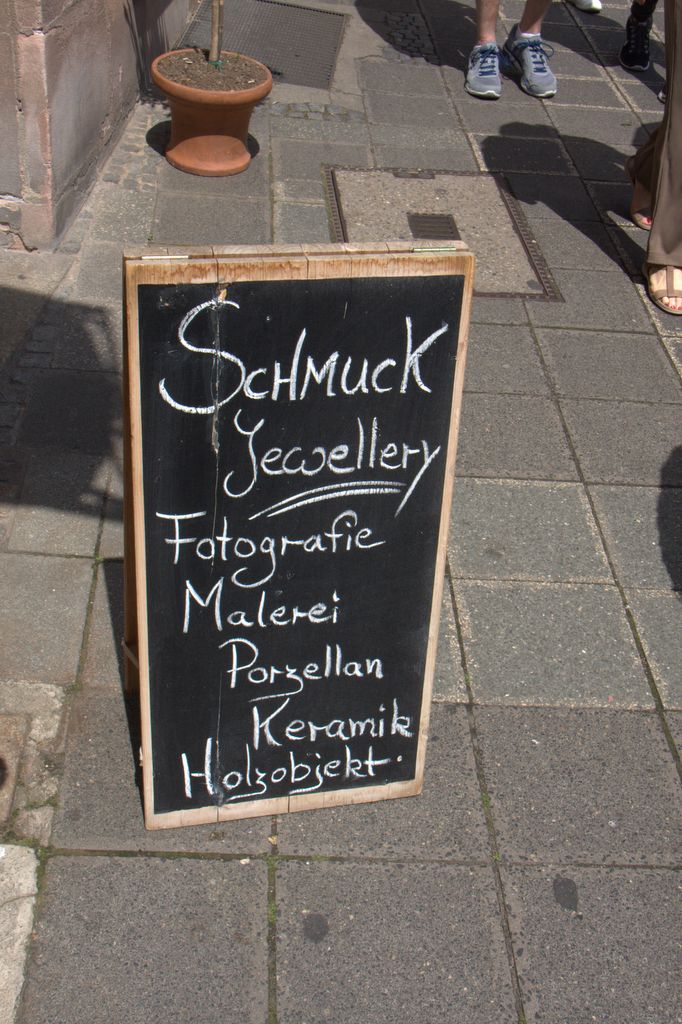 Schmuck
Jewellery
Fotografie
Malerei
Porzellan
Keramik
Holzobjekt.